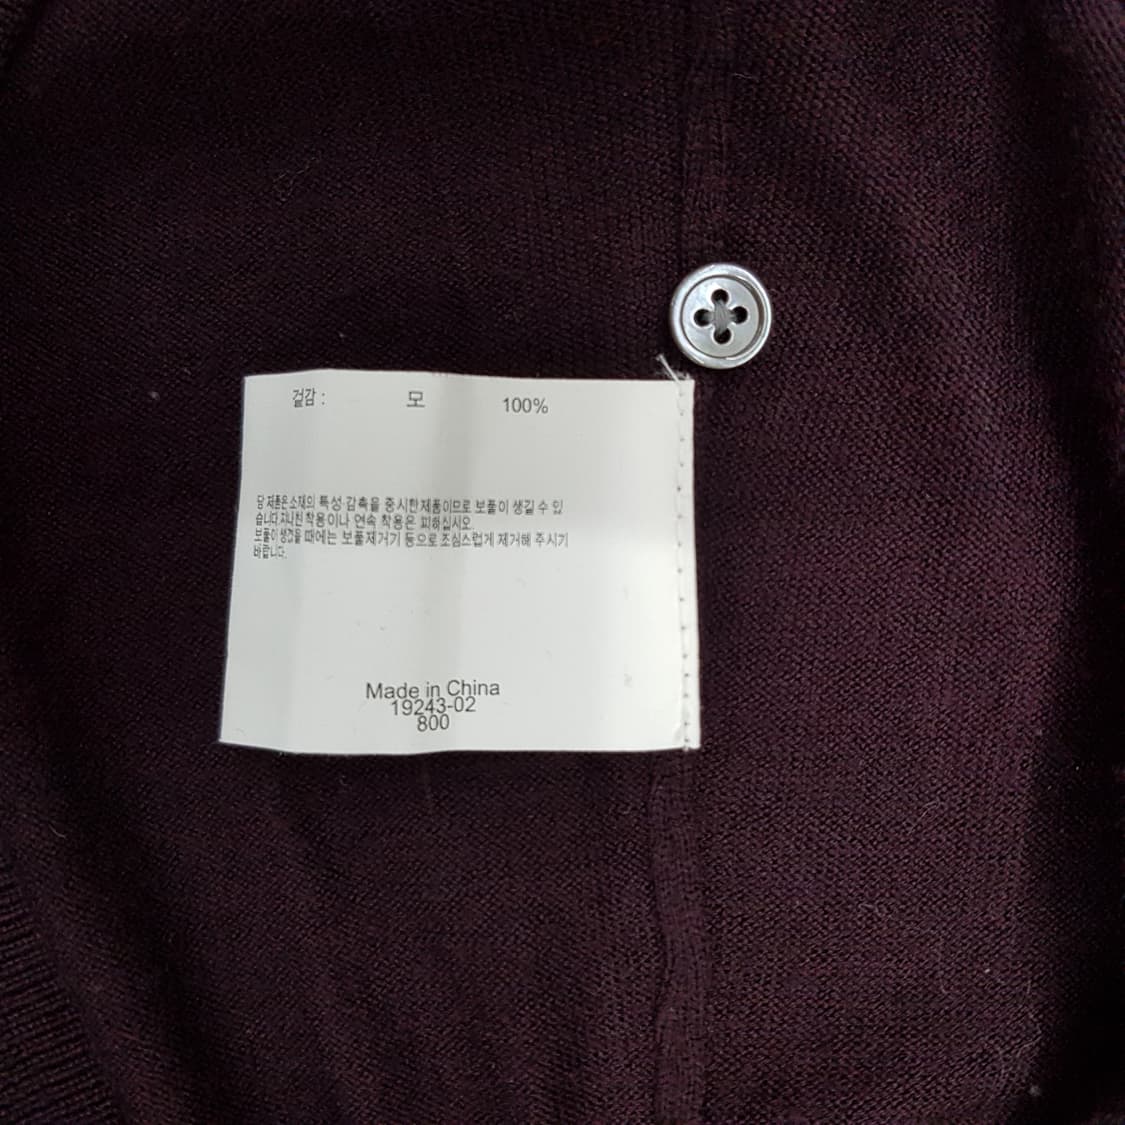 겉감 : 모 100%
당 제품은 소재의 특성·감촉을 중시한 제품이므로 보풀이 생길 수 있
습니다.지나친 착용이나 연속 착용은 피하십시오.
보풀이 생겼을 때에는 보풀제거기 등으로 조심스럽게 제거해 주시기
바랍니다.
Made in China
19243-02
800